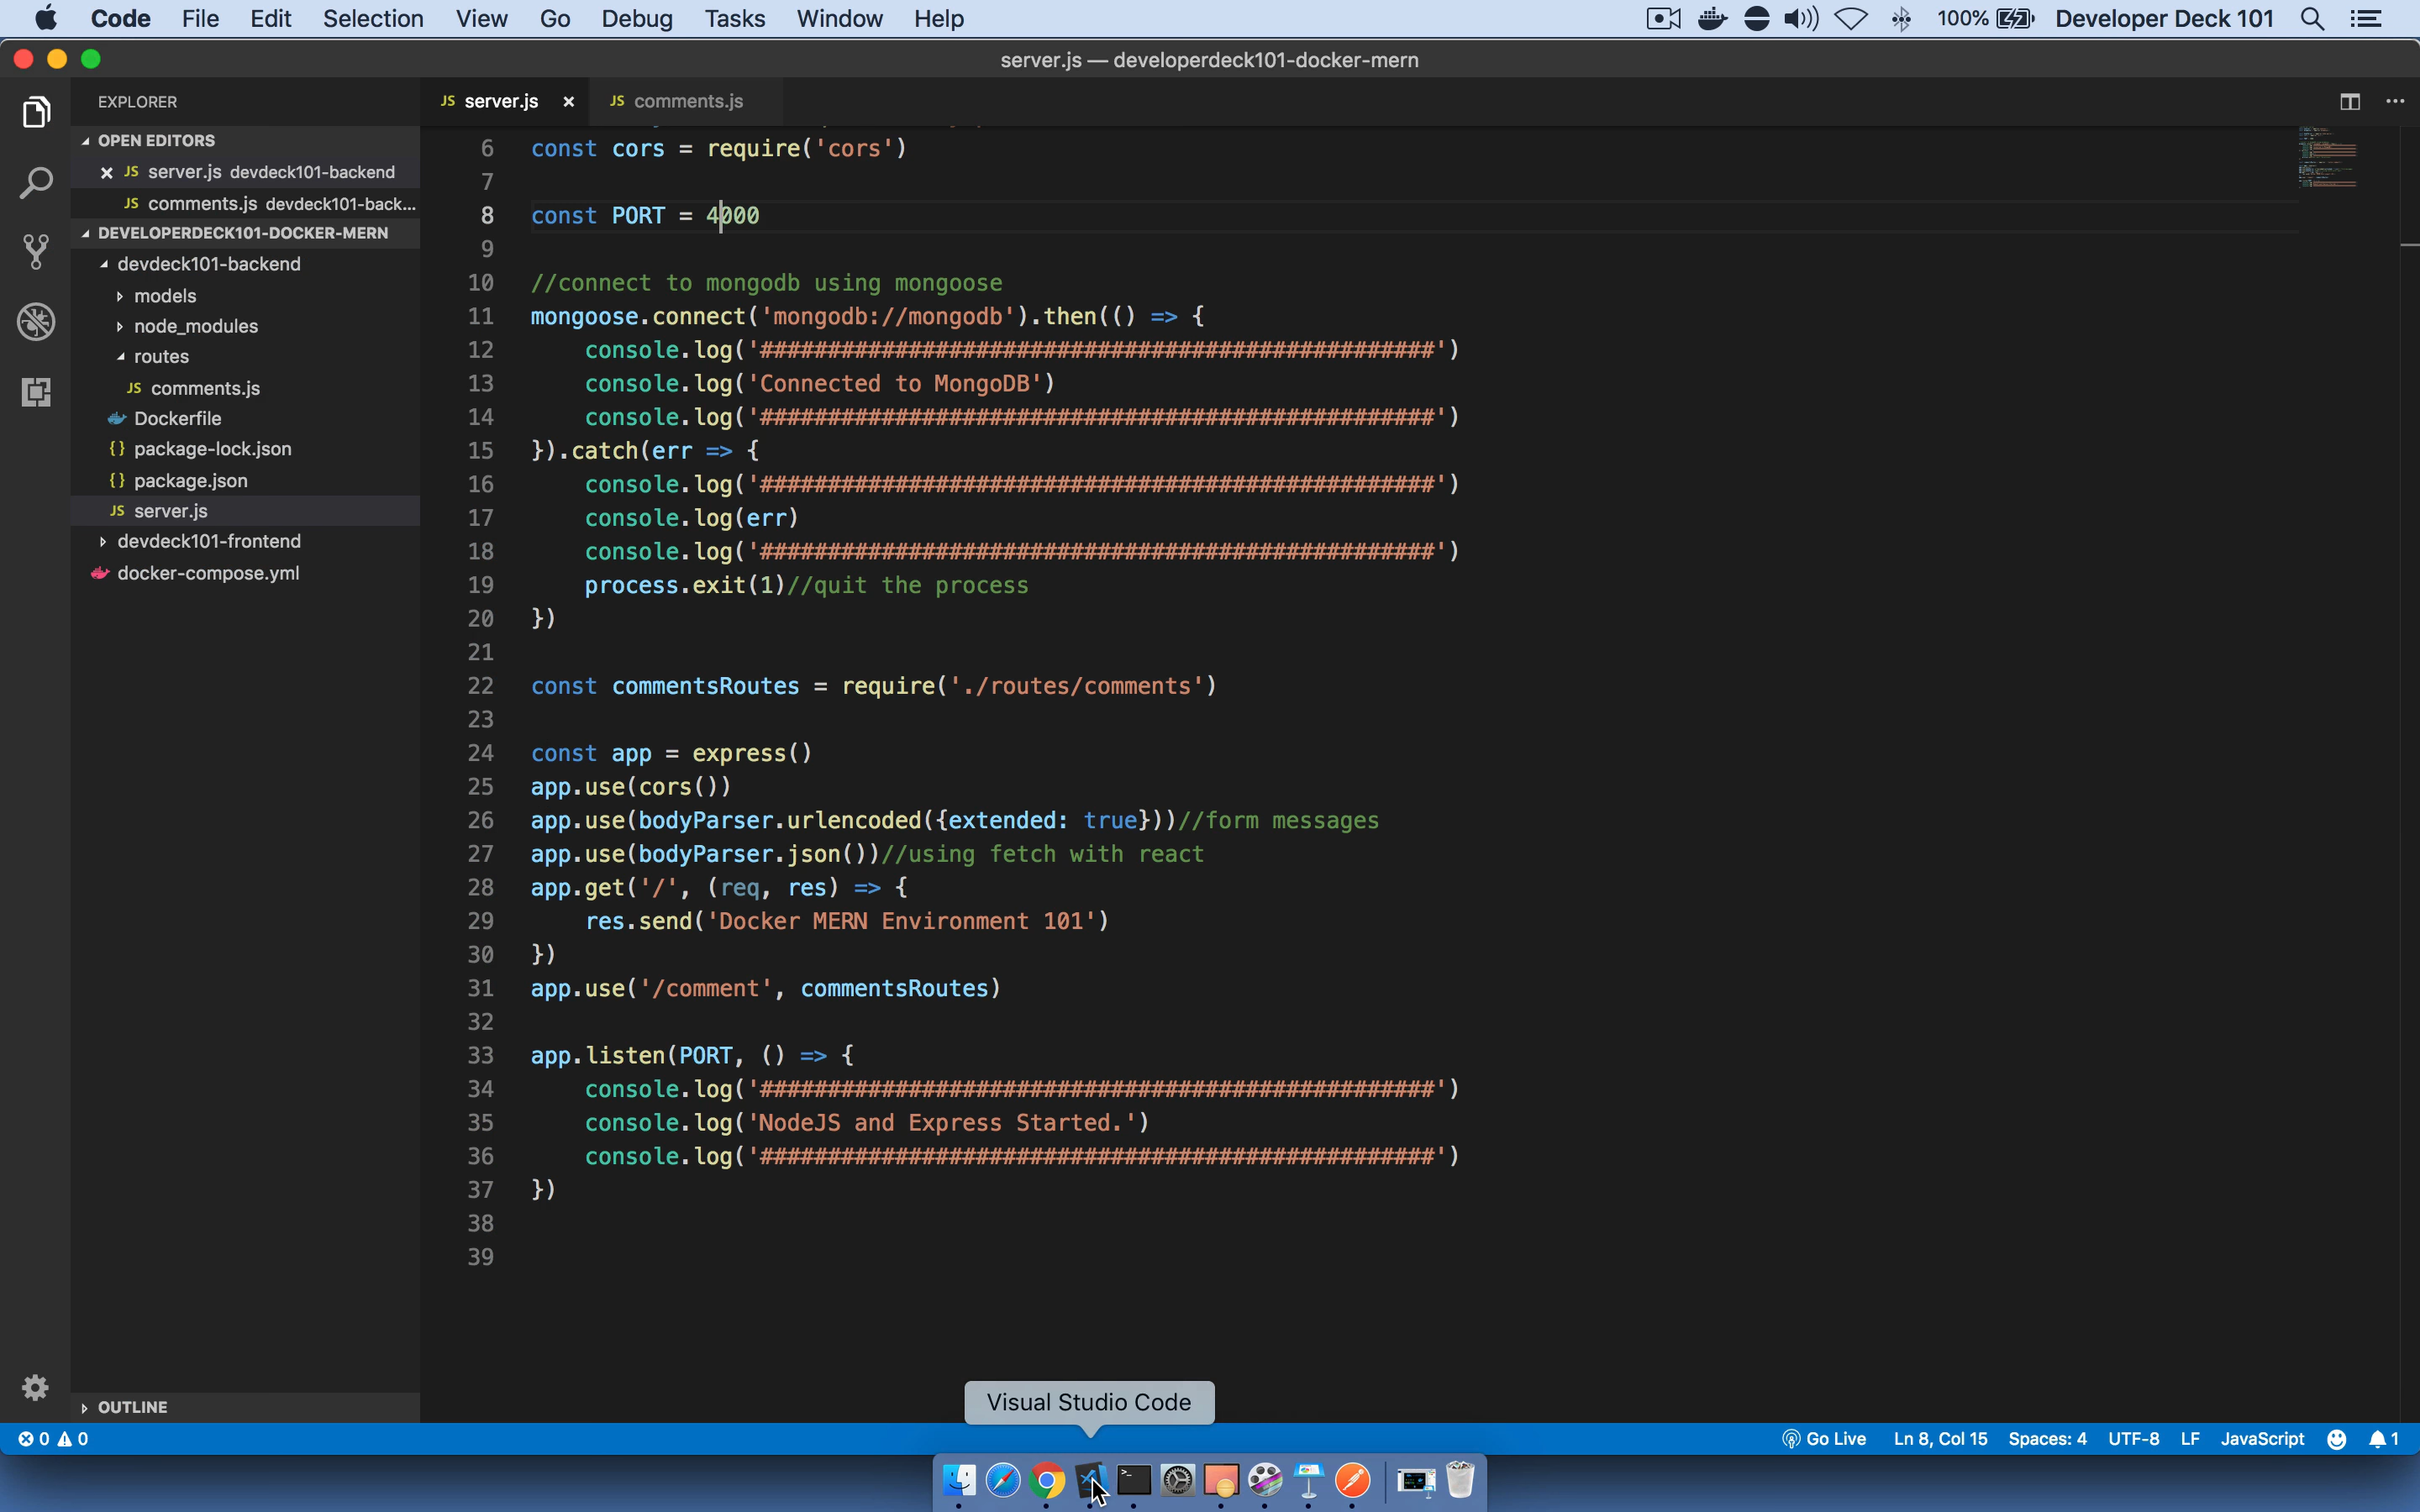 Code File Edit Selection View Go Debug Tasks Window Help 100% Developer Deck 101
server.js — developerdeck101-docker-mern
EXPLORER
JS server.js × JS comments.js
OPEN EDITORS
× JS server.js devdeck101-backend
JS comments.js devdeck101-back...
DEVELOPERDECK101-DOCKER-MERN
devdeck101-backend
models
node_modules
routes
JS comments.js
Dockerfile
{} package-lock.json
{} package.json
JS server.js
devdeck101-frontend
docker-compose.yml
OUTLINE
6 const cors = require('cors')
7
8 const PORT = 4000
9
10 //connect to mongodb using mongoose
11 mongoose.connect('mongodb://mongodb').then(() => {
12 console.log('##################################################')
13 console.log('Connected to MongoDB')
14 console.log('##################################################')
15 }).catch(err => {
16 console.log('##################################################')
17 console.log(err)
18 console.log('##################################################')
19 process.exit(1)//quit the process
20 })
21
22 const commentsRoutes = require('./routes/comments')
23
24 const app = express()
25 app.use(cors())
26 app.use(bodyParser.urlencoded({extended: true}))//form messages
27 app.use(bodyParser.json())//using fetch with react
28 app.get('/', (req, res) => {
29 res.send('Docker MERN Environment 101')
30 })
31 app.use('/comment', commentsRoutes)
32
33 app.listen(PORT, () => {
34 console.log('##################################################')
35 console.log('NodeJS and Express Started.')
36 console.log('##################################################')
37 })
38
39
Visual Studio Code
0 0 Go Live Ln 8, Col 15 Spaces: 4 UTF-8 LF JavaScript 1